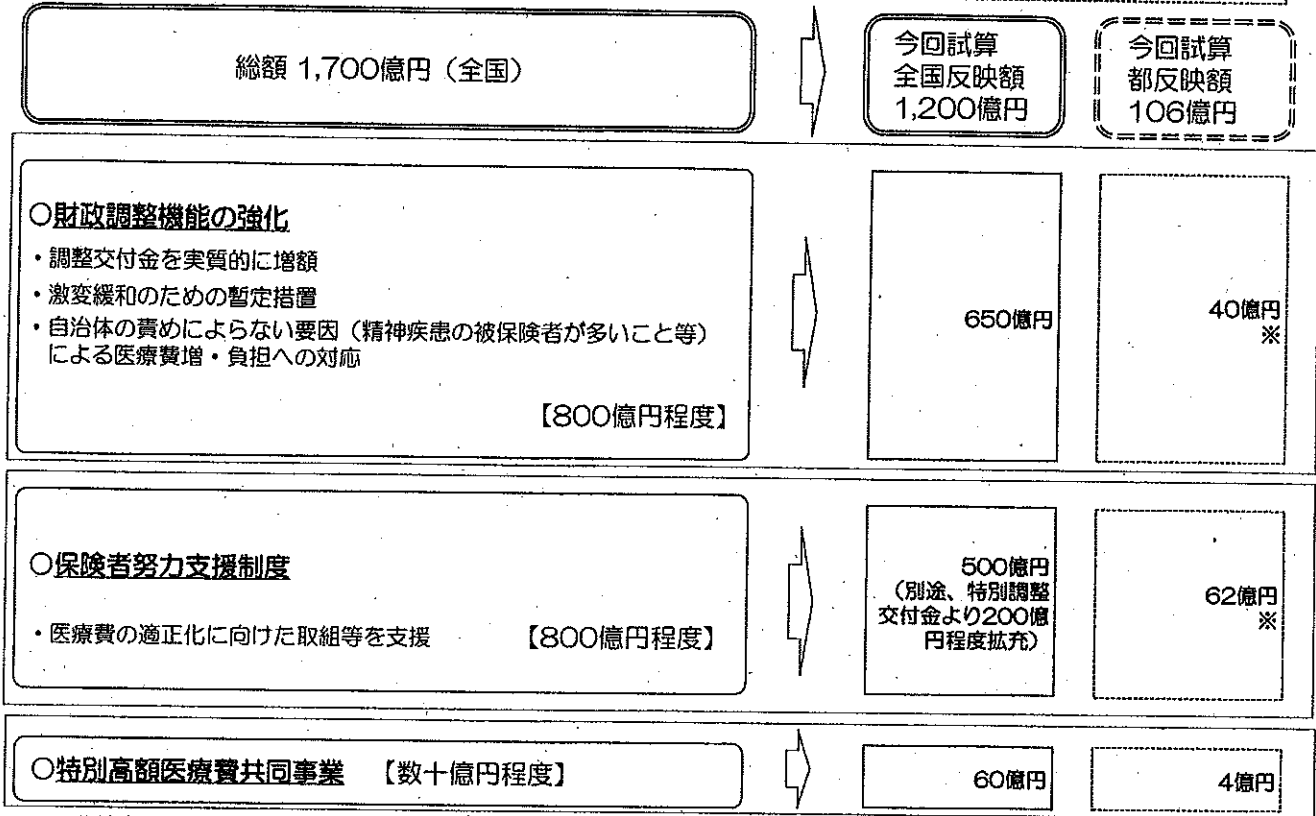 総額 1,700億円（全国）
今回試算
全国反映額
1,200億円
今回試算
都反映額
106億円
○財政調整機能の強化
・調整交付金を実質的に増額
・激変緩和のための暫定措置
・自治体の責めによらない要因（精神疾患の被保険者が多いこと等）
による医療費増・負担への対応
【800億円程度】
650億円
40億円
※
○保険者努力支援制度
・医療費の適正化に向けた取組等を支援 【800億円程度】
500億円
（別途、特別調整
交付金より200億
円程度拡充）
62億円
※
○特別高額医療費共同事業 【数十億円程度】
60億円
4億円